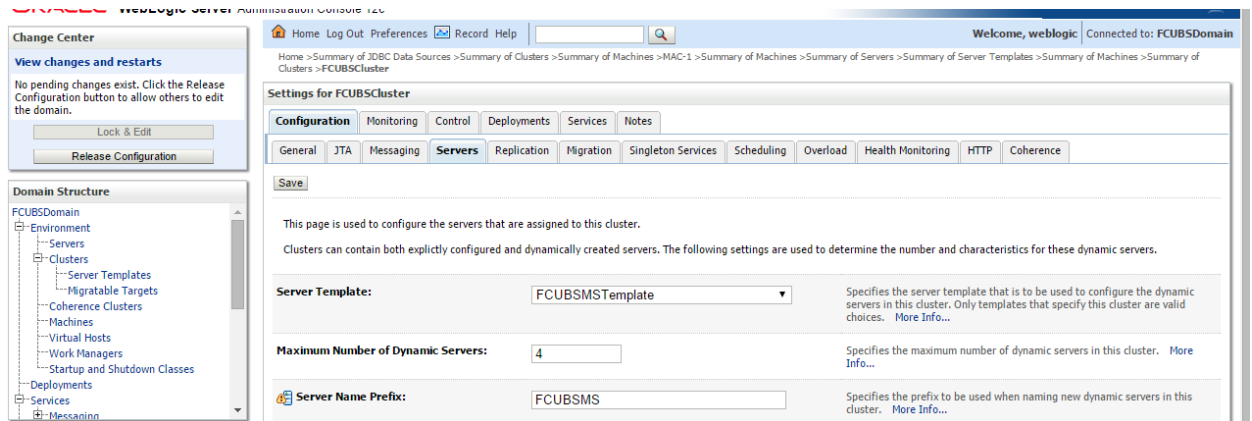 ORACLE WebLogic Server Administration Console 12c
Change Center
View changes and restarts
No pending changes exist. Click the Release
Configuration button to allow others to edit
the domain.
Lock & Edit
Release Configuration
Domain Structure
FCUBSDomain
Environment
Servers
Clusters
Server Templates
Migratable Targets
Coherence Clusters
Machines
Virtual Hosts
Work Managers
Startup and Shutdown Classes
Deployments
Services
Messaging
Home Log Out Preferences Record Help
Welcome, weblogic Connected to: FCUBSDomain
Home >Summary of JDBC Data Sources >Summary of Clusters >Summary of Machines >MAC-1 >Summary of Machines >Summary of Servers >Summary of Server Templates >Summary of Machines >Summary of
Clusters >FCUBSCluster
Settings for FCUBSCluster
Configuration Monitoring Control Deployments Services Notes
General JTA Messaging Servers Replication Migration Singleton Services Scheduling Overload Health Monitoring HTTP Coherence
Save
This page is used to configure the servers that are assigned to this cluster.
Clusters can contain both explictly configured and dynamically created servers. The following settings are used to determine the number and characteristics for these dynamic servers.
Server Template:
FCUBSMSTemplate
Specifies the server template that is to be used to configure the dynamic
servers in this cluster. Only templates that specify this cluster are valid
choices. More Info...
Maximum Number of Dynamic Servers:
4
Specifies the maximum number of dynamic servers in this cluster. More
Info...
Server Name Prefix:
FCUBSMS
Specifies the prefix to be used when naming new dynamic servers in this
cluster. More Info...